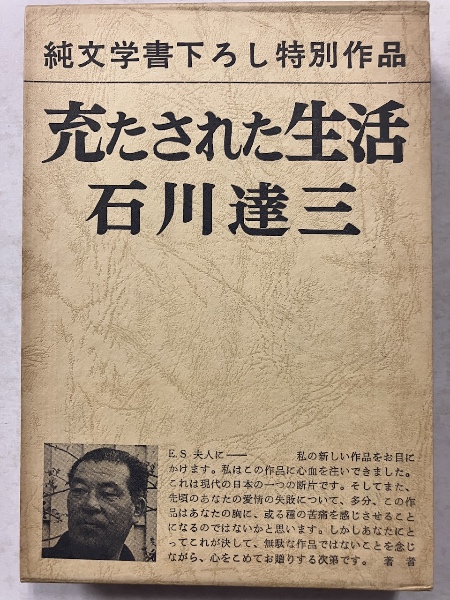 純文学書下ろし特別作品
充たされた生活
石川達三
E.S.夫人に――　　私の新しい作品をお目に
かけます。私はこの作品に心血を注いできました。
これは現代の日本の一つの断片です。そしてまた、
先頃のあなたの愛情の失敗について、多分、この作
品はあなたの胸に、或る種の苦痛を感じさせること
になるのではないかと思います。しかしあなたにと
ってこれが決して、無駄な作品ではないことを念じ
ながら、心をこめてお贈りする次第です。　著者